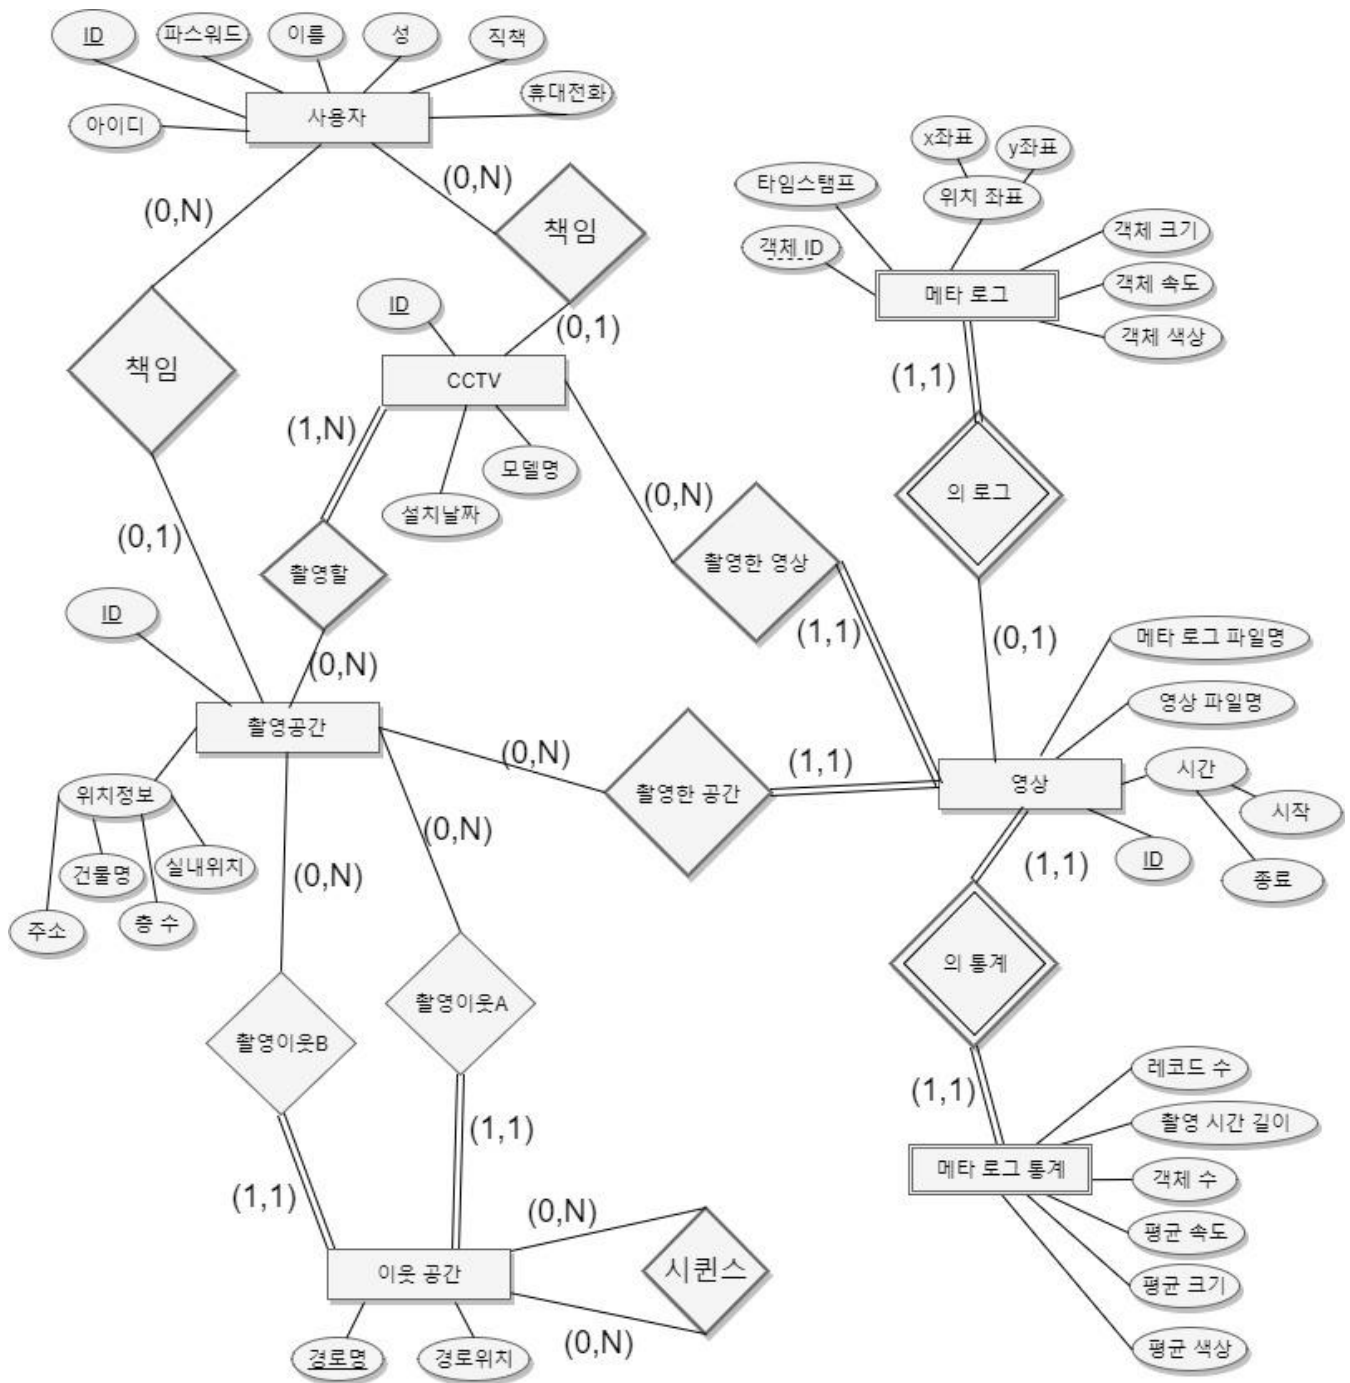 ID
파스워드
이름
성
직책
휴대전화
아이디
사용자
(0,N)
(0,N)
책임
x좌표
y좌표
타임스탬프
위치 좌표
객체 ID
객체 크기
메타 로그
객체 속도
객체 색상
ID
(0,1)
책임
CCTV
(1,1)
(1,N)
모델명
설치날짜
(0,N)
의 로그
(0,1)
촬영할
촬영한 영상
ID
(1,1)
(0,1)
메타 로그 파일명
(0,N)
영상 파일명
촬영공간
(0,N)
(1,1)
시간
위치정보
촬영한 공간
영상
시작
(0,N)
건물명
실내위치
(0,N)
(1,1)
ID
종료
주소
층 수
의 통계
촬영이웃A
촬영이웃B
레코드 수
(1,1)
촬영 시간 길이
(1,1)
메타 로그 통계
객체 수
(1,1)
(0,N)
평균 속도
이웃 공간
시퀀스
평균 크기
(0,N)
평균 색상
경로명
경로위치